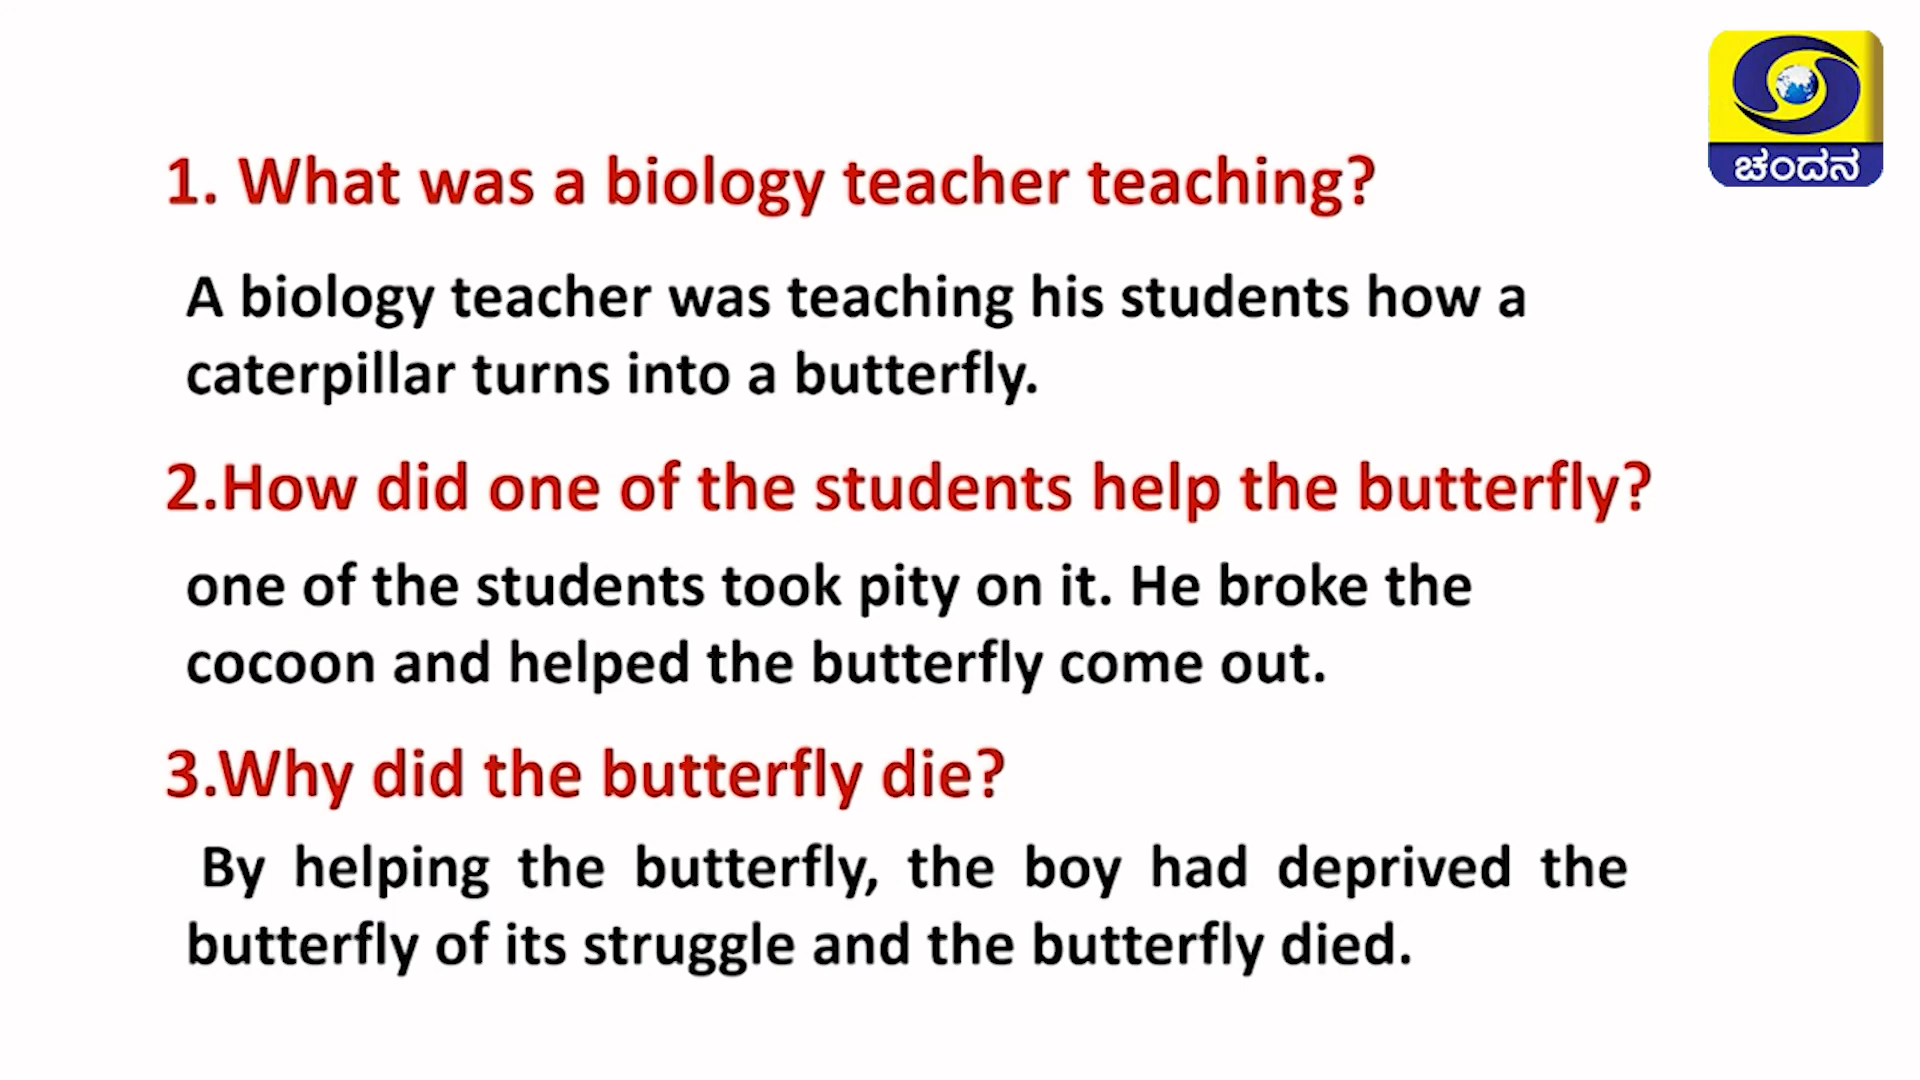 ಚಂದನ
1. What was a biology teacher teaching?
A biology teacher was teaching his students how a
caterpillar turns into a butterfly.
2.How did one of the students help the butterfly?
one of the students took pity on it. He broke the
cocoon and helped the butterfly come out.
3.Why did the butterfly die?
By helping the butterfly, the boy had deprived the
butterfly of its struggle and the butterfly died.